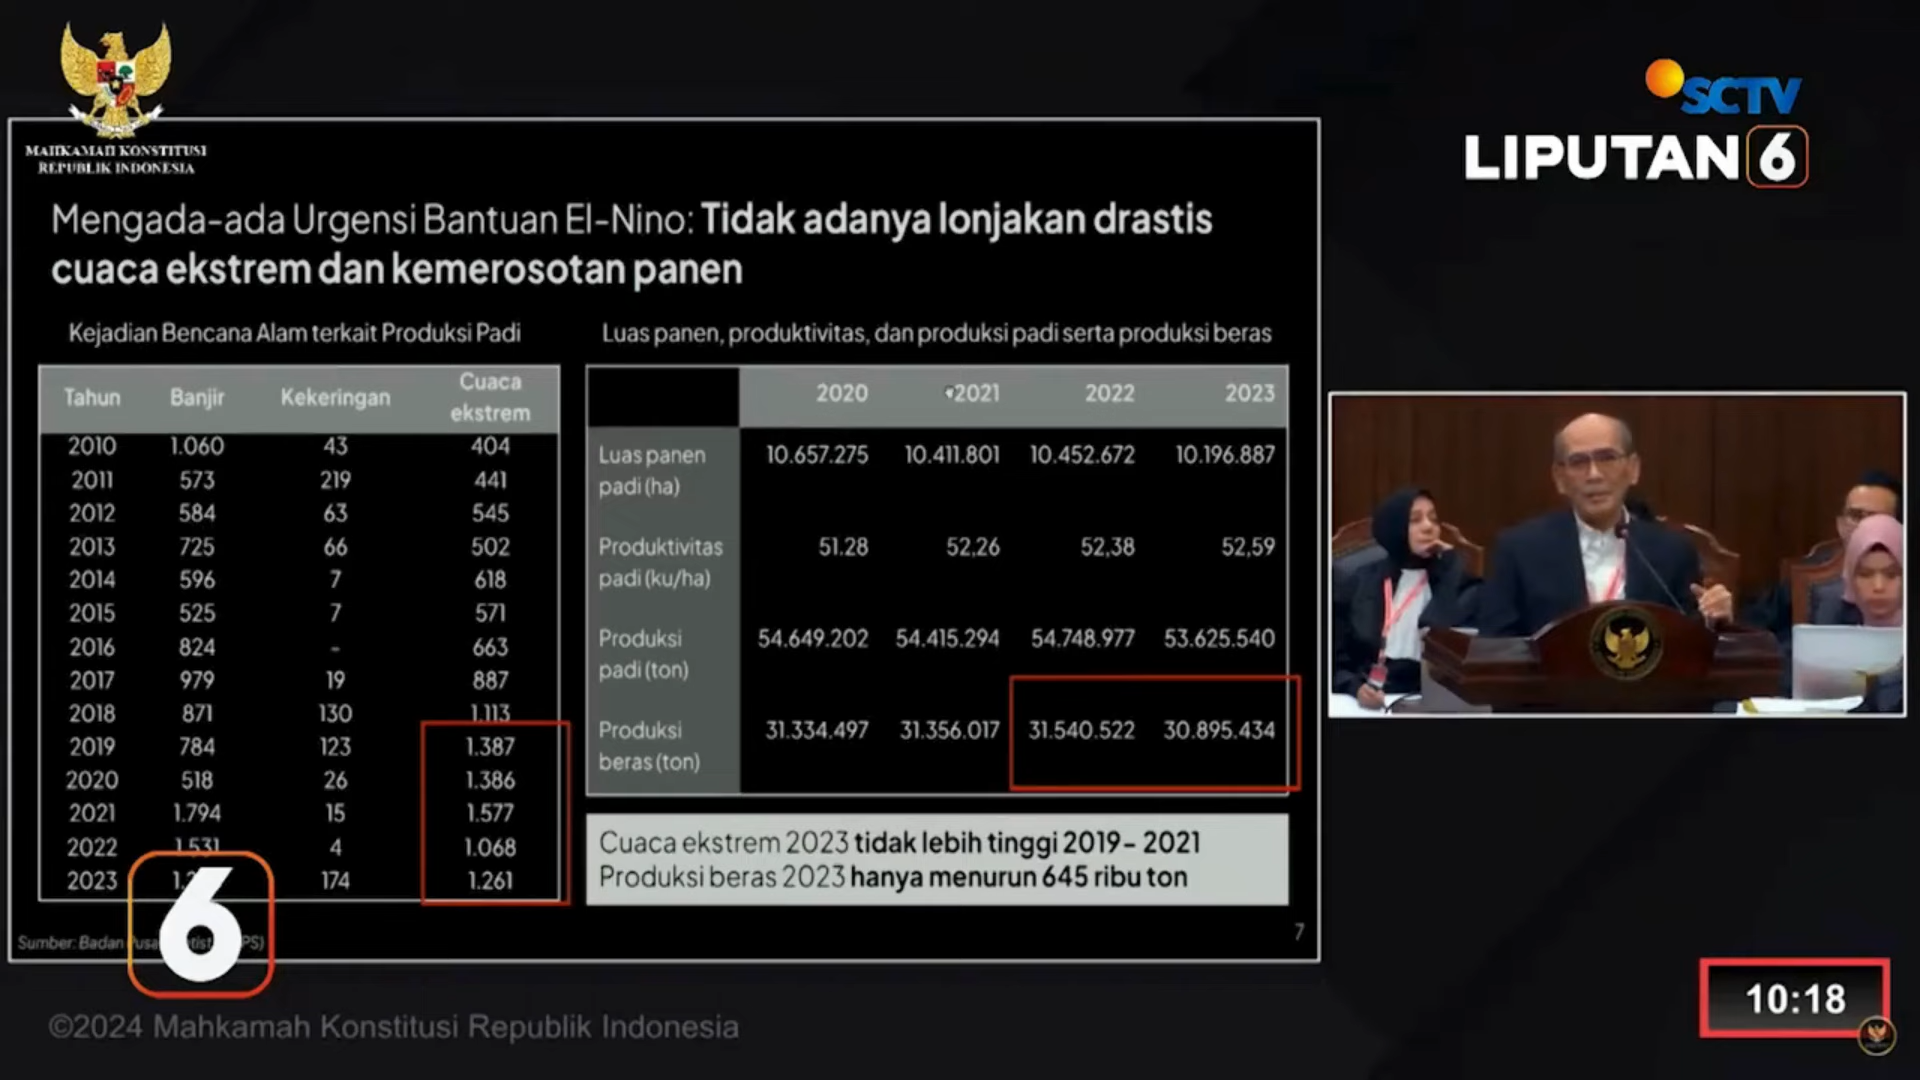 MAHKAMAH KONSTITUSI
REPUBLIK INDONESIA
SCTV
LIPUTAN 6
Mengada-ada Urgensi Bantuan El-Nino: Tidak adanya lonjakan drastis
cuaca ekstrem dan kemerosotan panen
Kejadian Bencana Alam terkait Produksi Padi
Tahun Banjir Kekeringan Cuaca ekstrem
2010 1.060 43 404
2011 573 219 441
2012 584 63 545
2013 725 66 502
2014 596 7 618
2015 525 7 571
2016 824 - 663
2017 979 19 887
2018 871 130 1.113
2019 784 123 1.387
2020 518 26 1.386
2021 1.794 15 1.577
2022 1.531 4 1.068
2023 174 1.261
Luas panen, produktivitas, dan produksi padi serta produksi beras
2020 2021 2022 2023
Luas panen padi (ha) 10.657.275 10.411.801 10.452.672 10.196.887
Produktivitas padi (ku/ha) 51.28 52,26 52,38 52,59
Produksi padi (ton) 54.649.202 54.415.294 54.748.977 53.625.540
Produksi beras (ton) 31.334.497 31.356.017 31.540.522 30.895.434
Cuaca ekstrem 2023 tidak lebih tinggi 2019- 2021
Produksi beras 2023 hanya menurun 645 ribu ton
Sumber: Badan
7
6
10:18
©2024 Mahkamah Konstitusi Republik Indonesia